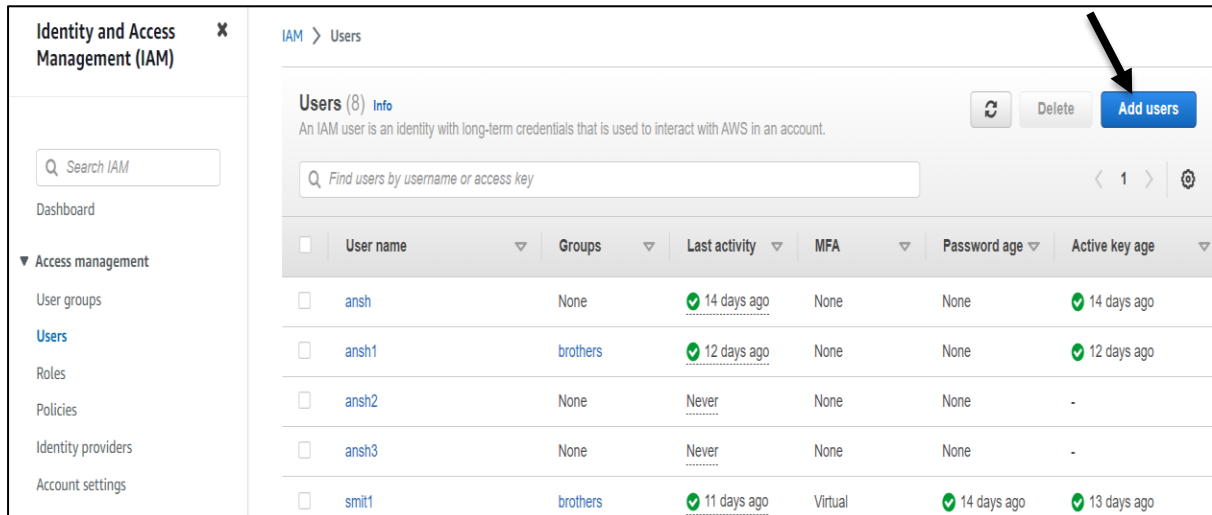 Identity and Access
Management (IAM)
Search IAM
Dashboard
Access management
User groups
Users
Roles
Policies
Identity providers
Account settings
IAM > Users
Users (8) Info
An IAM user is an identity with long-term credentials that is used to interact with AWS in an account.
Delete Add users
Find users by username or access key
1
User name Groups Last activity MFA Password age Active key age
ansh None 14 days ago None None 14 days ago
ansh1 brothers 12 days ago None None 12 days ago
ansh2 None Never None None -
ansh3 None Never None None -
smit1 brothers 11 days ago Virtual 14 days ago 13 days ago